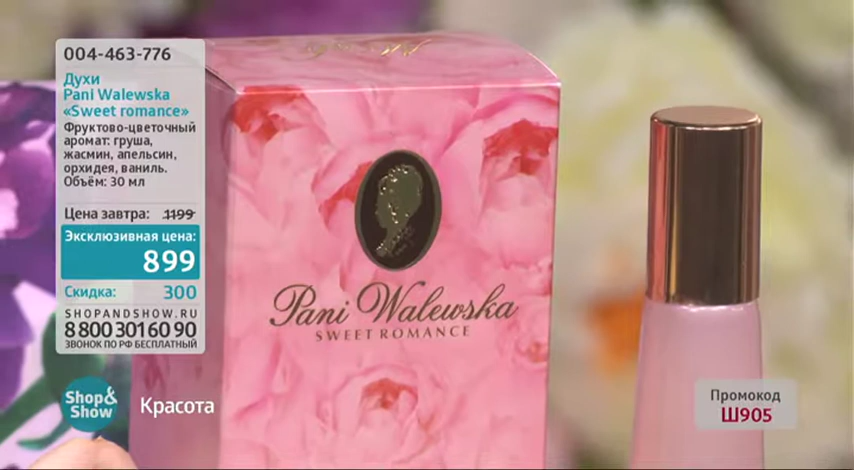 004-463-776
Духи
Pani Walewska
«Sweet romance»
Фруктово-цветочный
аромат: груша,
жасмин, апельсин,
орхидея, ваниль.
Объём: 30 мл
Цена завтра: 1199
Эксклюзивная цена:
899
Скидка: 300
SHOPANDSHOW.RU
8 800 301 60 90
ЗВОНОК ПО РФ БЕСПЛАТНЫЙ
Shop&
Show
Красота
Pani Walewska
SWEET ROMANCE
Промокод
Ш905